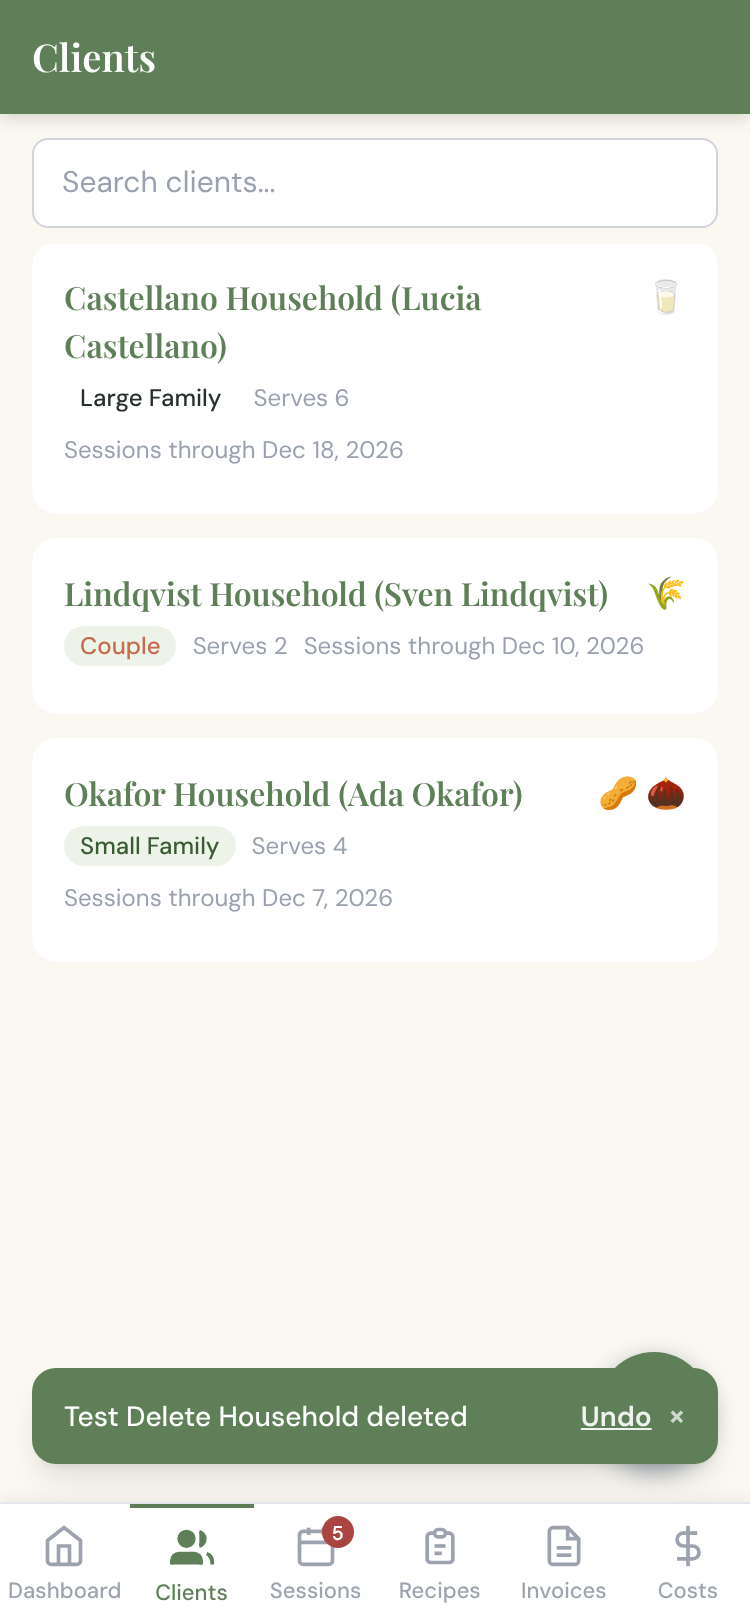 Clients
Search clients...
Castellano Household (Lucia
Castellano)
Large Family Serves 6
Sessions through Dec 18, 2026
Lindqvist Household (Sven Lindqvist)
Couple Serves 2 Sessions through Dec 10, 2026
Okafor Household (Ada Okafor)
Small Family Serves 4
Sessions through Dec 7, 2026
Test Delete Household deleted Undo ×
5
Dashboard Clients Sessions Recipes Invoices Costs